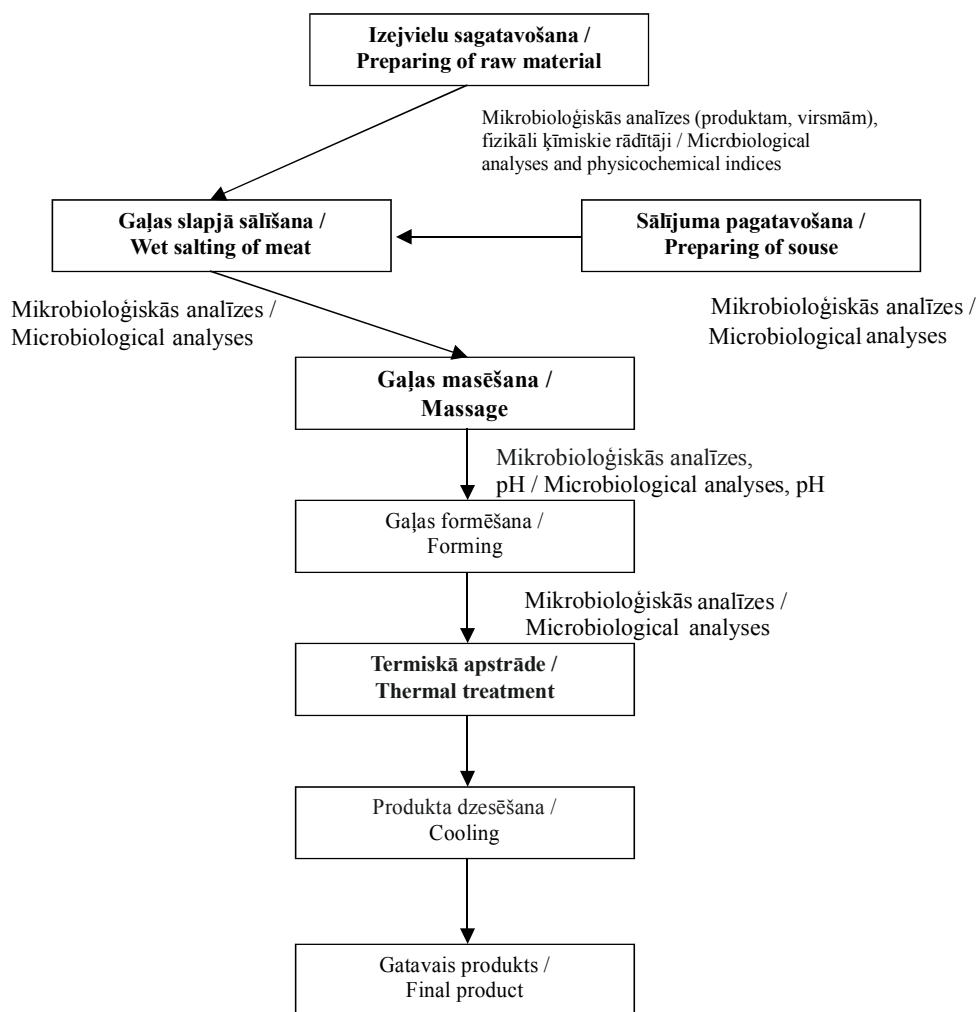 Izejvielu sagatavošana /
Preparing of raw material
Mikrobioloģiskās analīzes (produktam, virsmām),
fizikāli ķīmiskie rādītāji / Microbiological
analyses and physicochemical indices
Gaļas slapjā sālīšana /
Wet salting of meat
Sālījuma pagatavošana /
Preparing of souse
Mikrobioloģiskās analīzes /
Microbiological analyses
Mikrobioloģiskās analīzes /
Microbiological analyses
Gaļas masēšana /
Massage
Mikrobioloģiskās analīzes,
pH / Microbiological analyses, pH
Gaļas formēšana /
Forming
Mikrobioloģiskās analīzes /
Microbiological analyses
Termiskā apstrāde /
Thermal treatment
Produkta dzesēšana /
Cooling
Gatavais produkts /
Final product